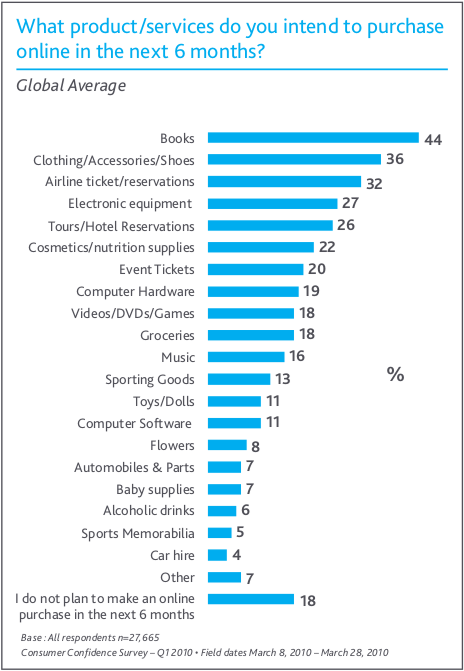 What product/services do you intend to purchase
online in the next 6 months?
Global Average
Books 44
Clothing/Accessories/Shoes 36
Airline ticket/reservations 32
Electronic equipment 27
Tours/Hotel Reservations 26
Cosmetics/nutrition supplies 22
Event Tickets 20
Computer Hardware 19
Videos/DVDs/Games 18
Groceries 18
Music 16
%
Sporting Goods 13
Toys/Dolls 11
Computer Software 11
Flowers 8
Automobiles & Parts 7
Baby supplies 7
Alcoholic drinks 6
Sports Memorabilia 5
Car hire 4
Other 7
I do not plan to make an online 18
purchase in the next 6 months
Base : All respondents n=27,665
Consumer Confidence Survey – Q1 2010 • Field dates March 8, 2010 – March 28, 2010